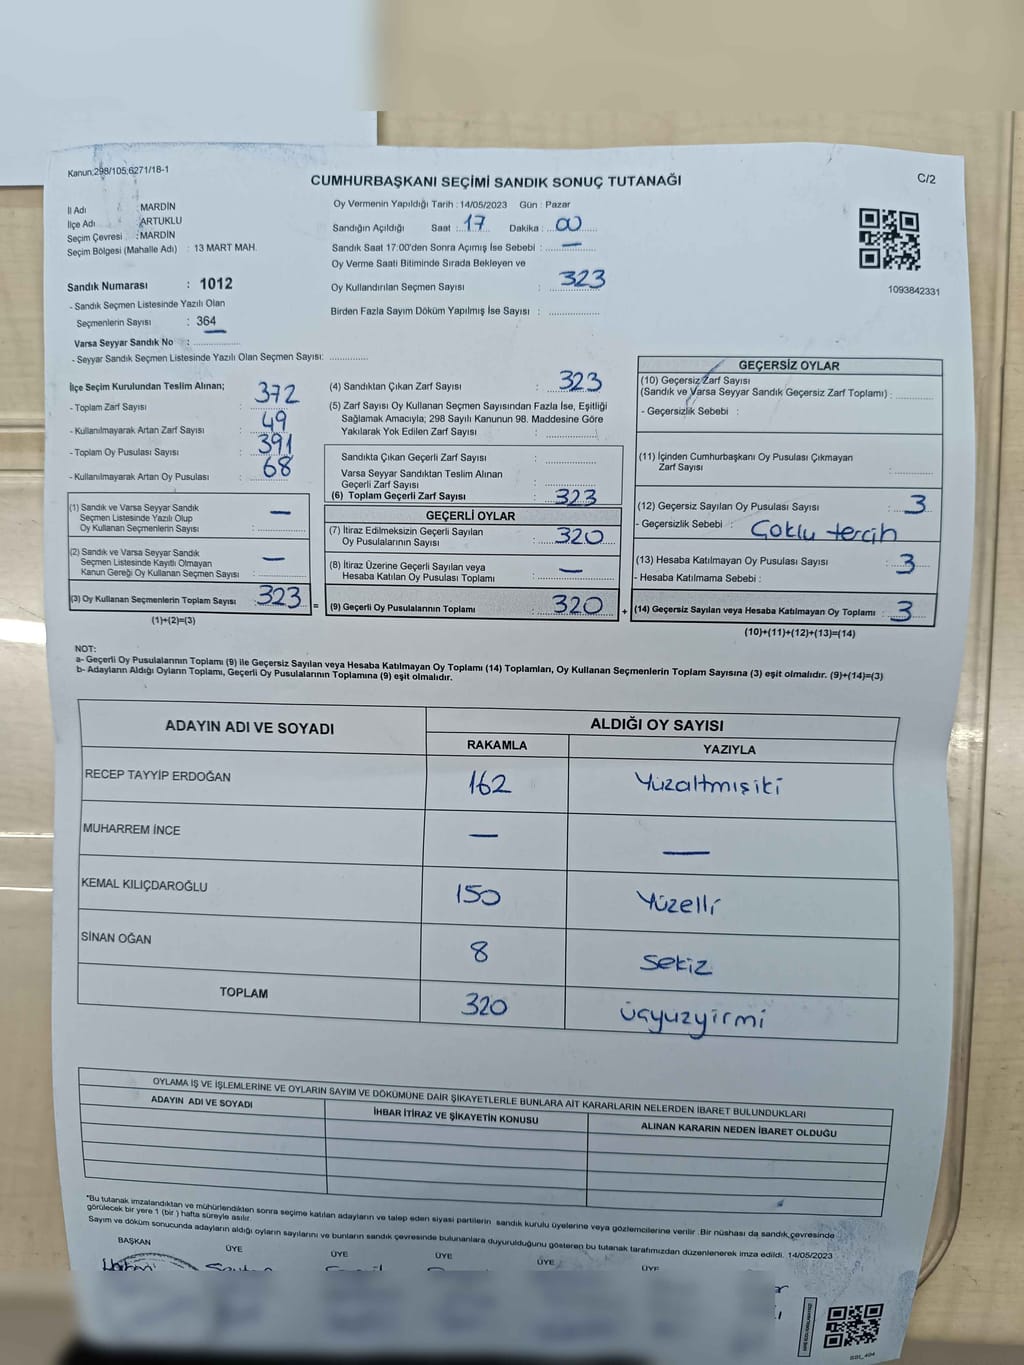 Kanun.298/105,6271/18-1
CUMHURBAŞKANI SEÇİMİ SANDIK SONUÇ TUTANAĞI
C/2
İl Adı MARDİN
İlçe Adı ARTUKLU
Seçim Çevresi : MARDİN
Seçim Bölgesi (Mahalle Adı) : 13 MART MAH.
Sandık Numarası : 1012
- Sandık Seçmen Listesinde Yazılı Olan
Seçmenlerin Sayısı : 364
Varsa Seyyar Sandık No :
- Seyyar Sandık Seçmen Listesinde Yazılı Olan Seçmen Sayısı:
Oy Vermenin Yapıldığı Tarih : 14/05/2023 Gün : Pazar
Sandığın Açıldığı Saat : 17 Dakika : 00
Sandık Saat 17:00'den Sonra Açımış İse Sebebi : —
Oy Verme Saati Bitiminde Sırada Bekleyen ve
Oy Kullandırılan Seçmen Sayısı : 323
Birden Fazla Sayım Döküm Yapılmış İse Sayısı :
1093842331
İlçe Seçim Kurulundan Teslim Alınan;
- Toplam Zarf Sayısı : 372
- Kullanılmayarak Artan Zarf Sayısı : 49
- Toplam Oy Pusulası Sayısı : 391
- Kullanılmayarak Artan Oy Pusulası : 68
(1) Sandık ve Varsa Seyyar Sandık
Seçmen Listesinde Yazılı Olup
Oy Kullanan Seçmenlerin Sayısı : —
(2) Sandık ve Varsa Seyyar Sandık
Seçmen Listesinde Kayıtlı Olmayan
Kanun Gereği Oy Kullanan Seçmen Sayısı : —
(3) Oy Kullanan Seçmenlerin Toplam Sayısı : 323
(1)+(2)=(3)
(4) Sandıktan Çıkan Zarf Sayısı : 323
(5) Zarf Sayısı Oy Kullanan Seçmen Sayısından Fazla İse, Eşitliği
Sağlamak Amacıyla; 298 Sayılı Kanunun 98. Maddesine Göre
Yakılarak Yok Edilen Zarf Sayısı :
Sandıkta Çıkan Geçerli Zarf Sayısı :
Varsa Seyyar Sandıktan Teslim Alınan
Geçerli Zarf Sayısı :
(6) Toplam Geçerli Zarf Sayısı : 323
GEÇERLİ OYLAR
(7) İtiraz Edilmeksizin Geçerli Sayılan
Oy Pusulalarının Sayısı : 320
(8) İtiraz Üzerine Geçerli Sayılan veya
Hesaba Katılan Oy Pusulası Toplamı : —
= (9) Geçerli Oy Pusulalarının Toplamı : 320
GEÇERSİZ OYLAR
(10) Geçersiz Zarf Sayısı
(Sandık ve Varsa Seyyar Sandık Geçersiz Zarf Toplamı) :
- Geçersizlik Sebebi :
(11) İçinden Cumhurbaşkanı Oy Pusulası Çıkmayan
Zarf Sayısı :
(12) Geçersiz Sayılan Oy Pusulası Sayısı : 3
- Geçersizlik Sebebi : Çoklu tercih
(13) Hesaba Katılmayan Oy Pusulası Sayısı : 3
- Hesaba Katılmama Sebebi :
+ (14) Geçersiz Sayılan veya Hesaba Katılmayan Oy Toplamı : 3
(10)+(11)+(12)+(13)=(14)
NOT:
a- Geçerli Oy Pusulalarının Toplamı (9) ile Geçersiz Sayılan veya Hesaba Katılmayan Oy Toplamı (14) Toplamları, Oy Kullanan Seçmenlerin Toplam Sayısına (3) eşit olmalıdır. (9)+(14)=(3)
b- Adayların Aldığı Oyların Toplamı, Geçerli Oy Pusulalarının Toplamına (9) eşit olmalıdır.
ADAYIN ADI VE SOYADI
ALDIĞI OY SAYISI
RAKAMLA YAZIYLA
RECEP TAYYİP ERDOĞAN 162 Yüzaltmışiki
MUHARREM İNCE — —
KEMAL KILIÇDAROĞLU 150 Yüzelli
SİNAN OĞAN 8 Sekiz
TOPLAM 320 üçyuzyirmi
OYLAMA İŞ VE İŞLEMLERİNE VE OYLARIN SAYIM VE DÖKÜMÜNE DAİR ŞİKAYETLERLE BUNLARA AİT KARARLARIN NELERDEN İBARET BULUNDUKLARI
ADAYIN ADI VE SOYADI İHBAR İTİRAZ VE ŞİKAYETİN KONUSU ALINAN KARARIN NEDEN İBARET OLDUĞU
*Bu tutanak imzalandıktan ve mühürlendikten sonra seçime katılan adayların ve talep eden siyasi partilerin sandık kurulu üyelerine veya gözlemcilerine verilir. Bir nüshası da sandık çevresinde
görülecek bir yere 1 (bir) hafta süreyle asılır.
Sayım ve döküm sonucunda adayların aldığı oyların sayılarını ve bunların sandık çevresinde bulunanlara duyurulduğunu gösteren bu tutanak tarafımızdan düzenlenerek imza edildi. 14/05/2023
BAŞKAN ÜYE ÜYE ÜYE ÜYE ÜYE